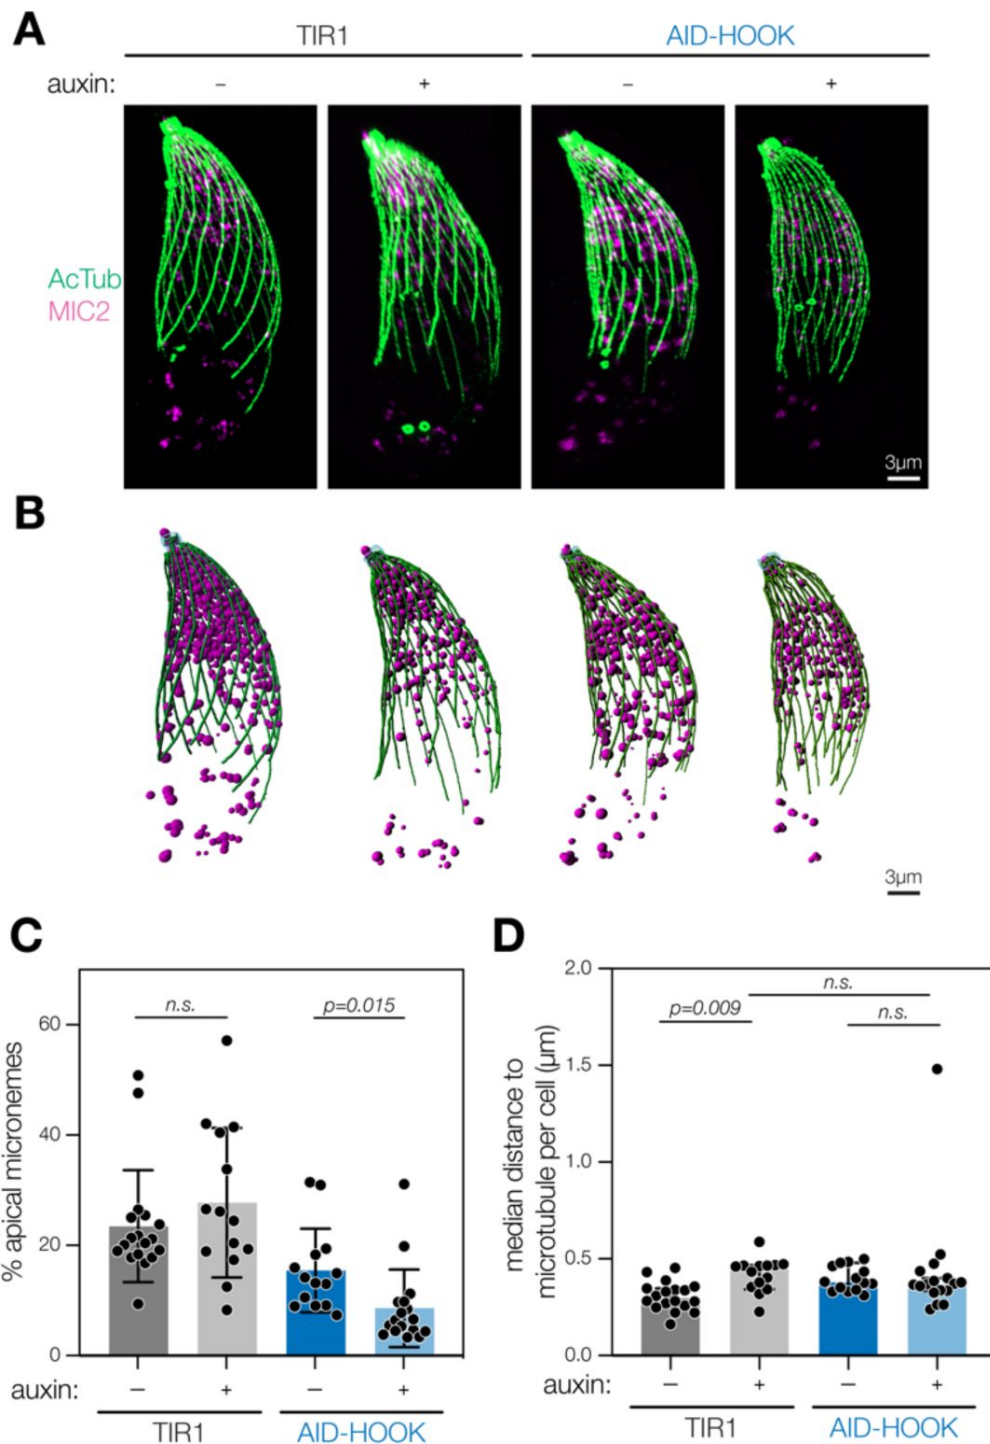 A
TIR1 AID-HOOK
auxin: – + – +
AcTub
MIC2
3µm
B
3µm
C
% apical micronemes
60
40
20
0
n.s.
p=0.015
auxin: – + – +
TIR1 AID-HOOK
D
median distance to
microtubule per cell (µm)
2.0
1.5
1.0
0.5
0.0
n.s.
p=0.009
n.s.
auxin: – + – +
TIR1 AID-HOOK